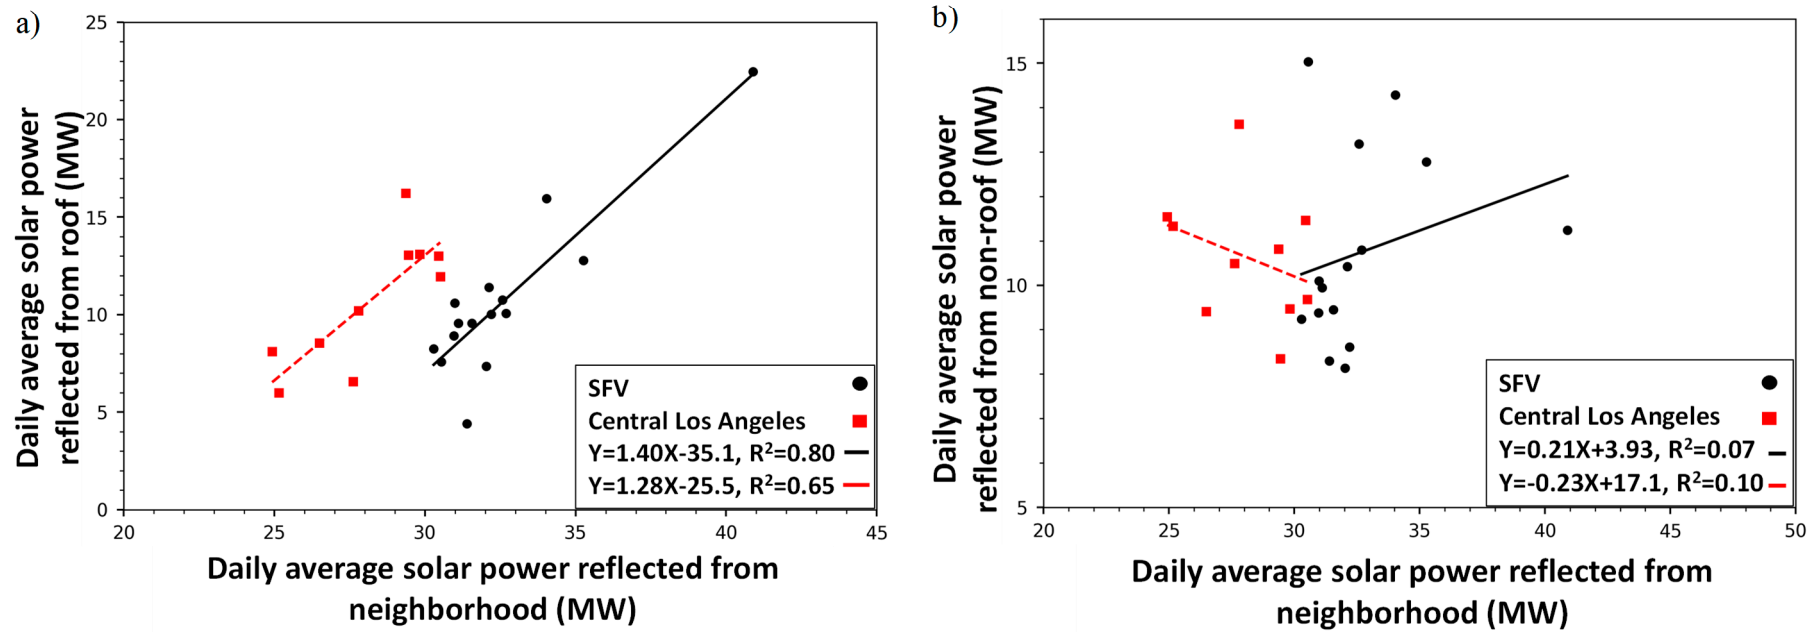 a)
Daily average solar power
reflected from roof (MW)
25
20
15
10
5
0
20 25 30 35 40 45
Daily average solar power reflected from
neighborhood (MW)
SFV
Central Los Angeles
Y=1.40X-35.1, R²=0.80
Y=1.28X-25.5, R²=0.65
b)
Daily average solar power
reflected from non-roof (MW)
15
10
5
20 25 30 35 40 45 50
Daily average solar power reflected from
neighborhood (MW)
SFV
Central Los Angeles
Y=0.21X+3.93, R²=0.07
Y=-0.23X+17.1, R²=0.10